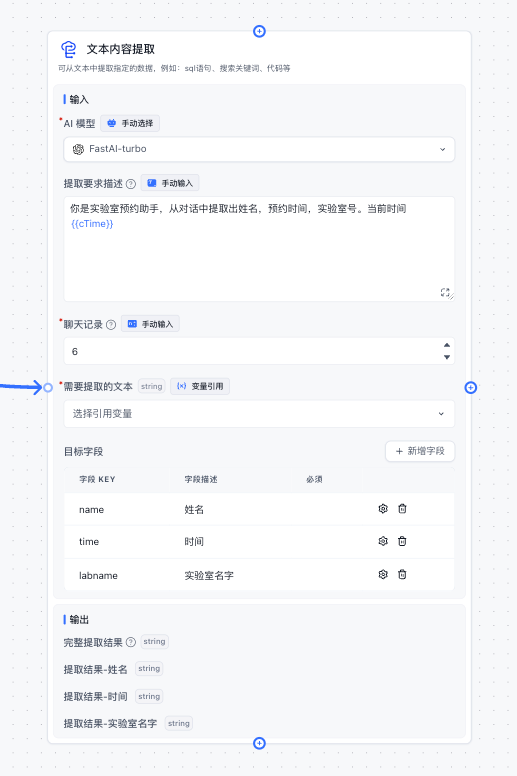 文本内容提取
可从文本中提取指定的数据，例如：sql语句、搜索关键词、代码等
输入
*AI 模型 手动选择
FastAI-turbo
提取要求描述 ? 手动输入
你是实验室预约助手，从对话中提取出姓名，预约时间，实验室号。当前时间
{{cTime}}
*聊天记录 ? 手动输入
6
*需要提取的文本 string (x) 变量引用
选择引用变量
目标字段 + 新增字段
字段 KEY 字段描述 必须
name 姓名
time 时间
labname 实验室名字
输出
完整提取结果 ? string
提取结果-姓名 string
提取结果-时间 string
提取结果-实验室名字 string